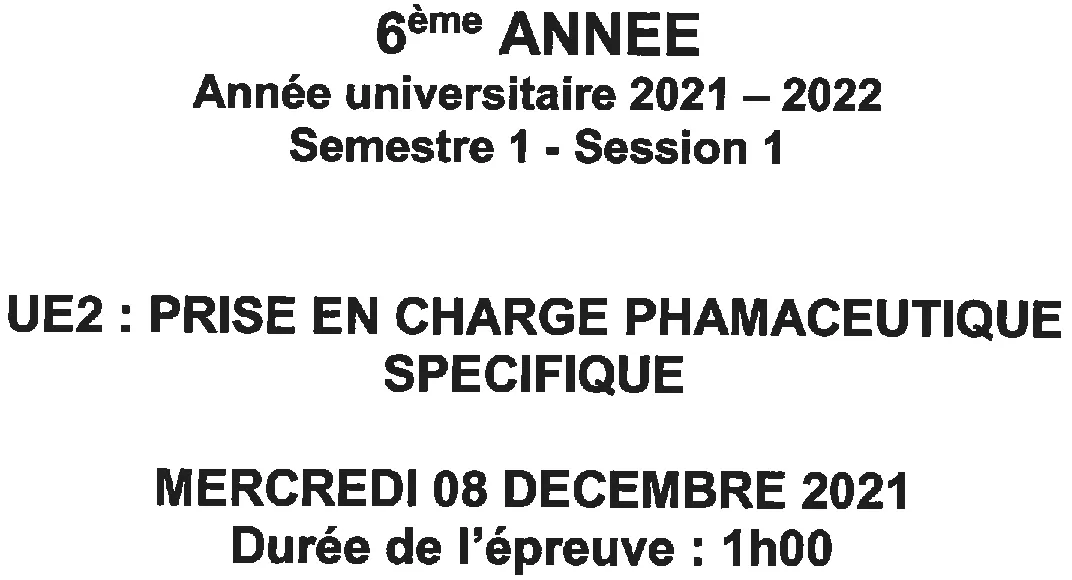 6ème ANNEE
Année universitaire 2021 – 2022
Semestre 1 - Session 1
UE2 : PRISE EN CHARGE PHAMACEUTIQUE
SPECIFIQUE
MERCREDI 08 DECEMBRE 2021
Durée de l'épreuve : 1h00